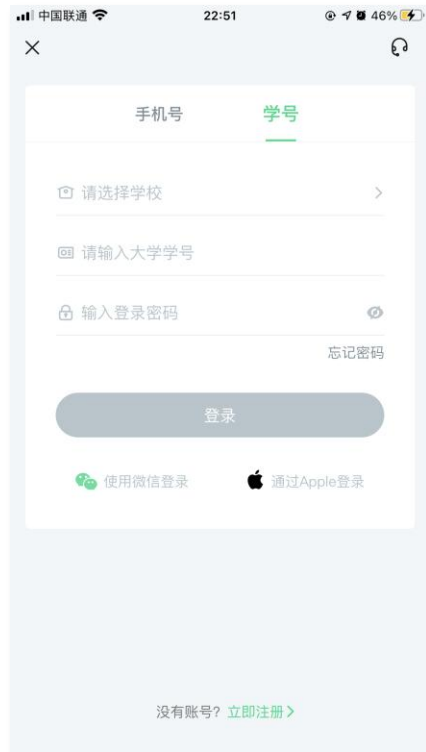 中国联通 22:51 46%
手机号 学号
请选择学校
请输入大学学号
输入登录密码
忘记密码
登录
使用微信登录 通过Apple登录
没有账号? 立即注册